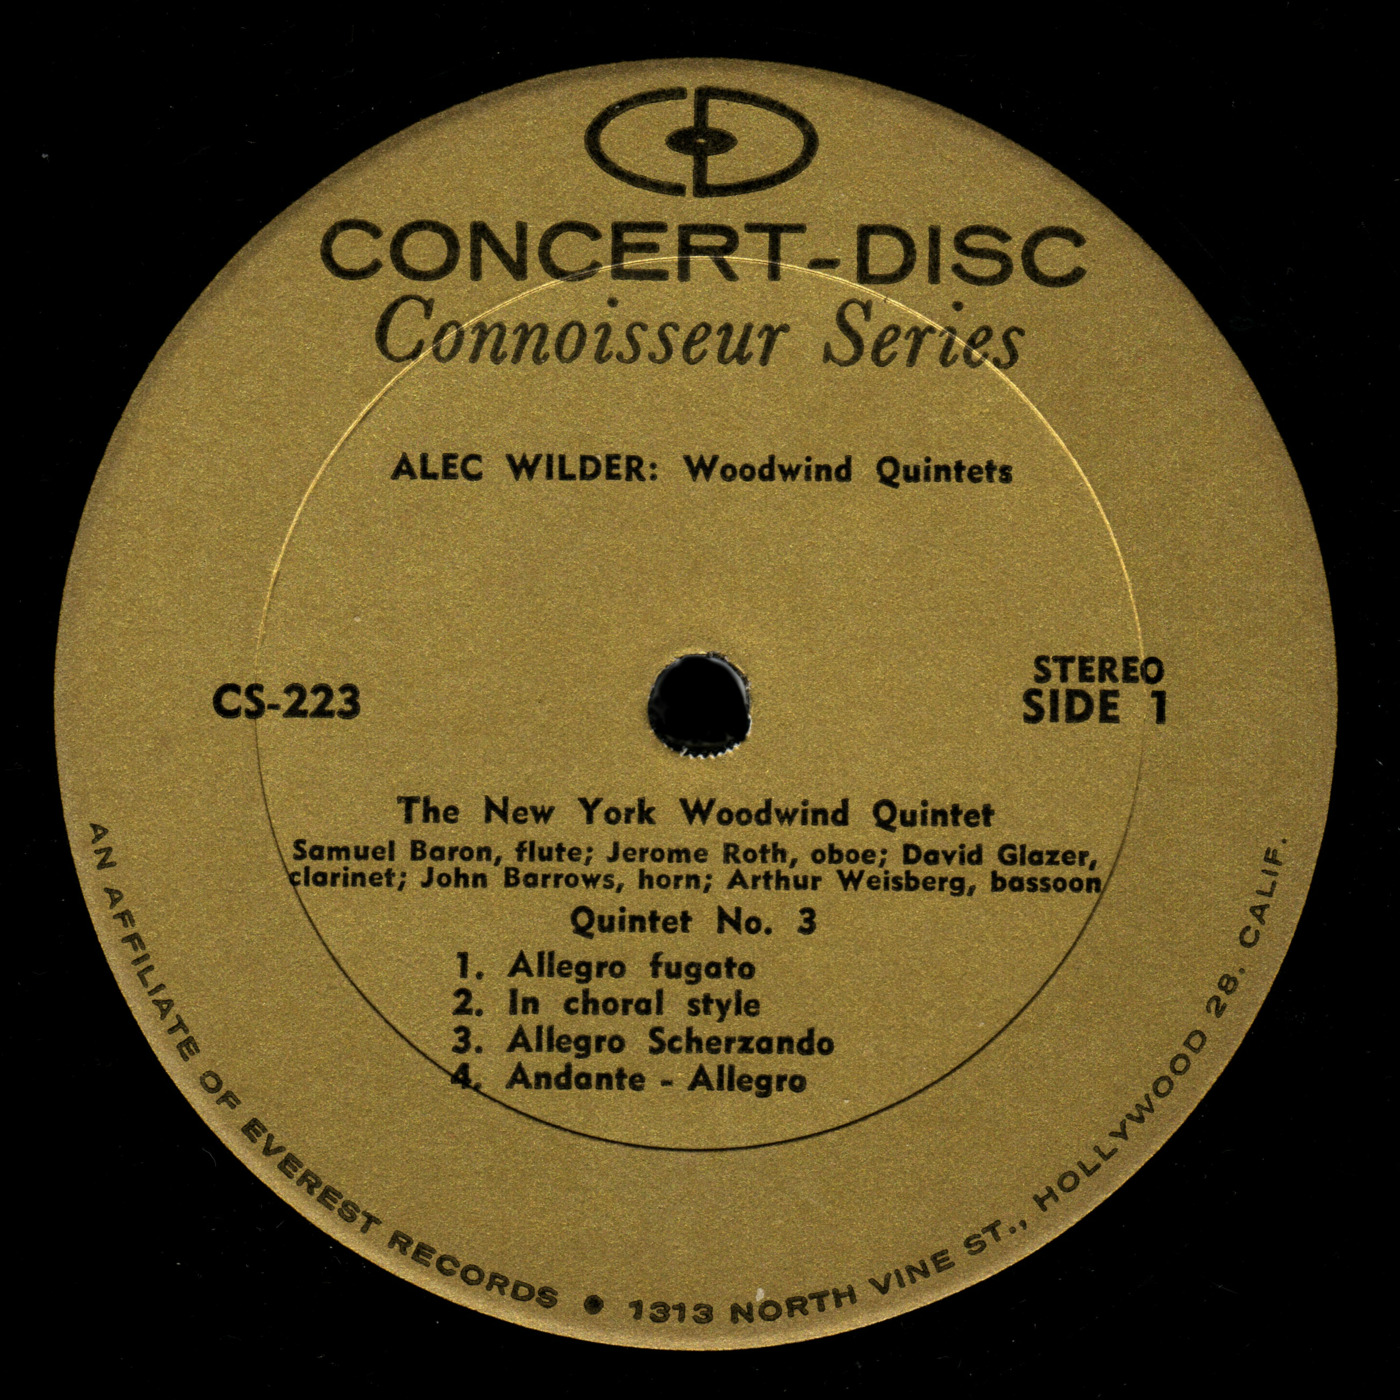 CD
CONCERT-DISC
Connoisseur Series
ALEC WILDER: Woodwind Quintets
CS-223
STEREO
SIDE 1
The New York Woodwind Quintet
Samuel Baron, flute; Jerome Roth, oboe; David Glazer,
clarinet; John Barrows, horn; Arthur Weisberg, bassoon
Quintet No. 3
1. Allegro fugato
2. In choral style
3. Allegro Scherzando
4. Andante - Allegro
AN AFFILIATE OF EVEREST RECORDS ● 1313 NORTH VINE ST., HOLLYWOOD 28. CALIF.